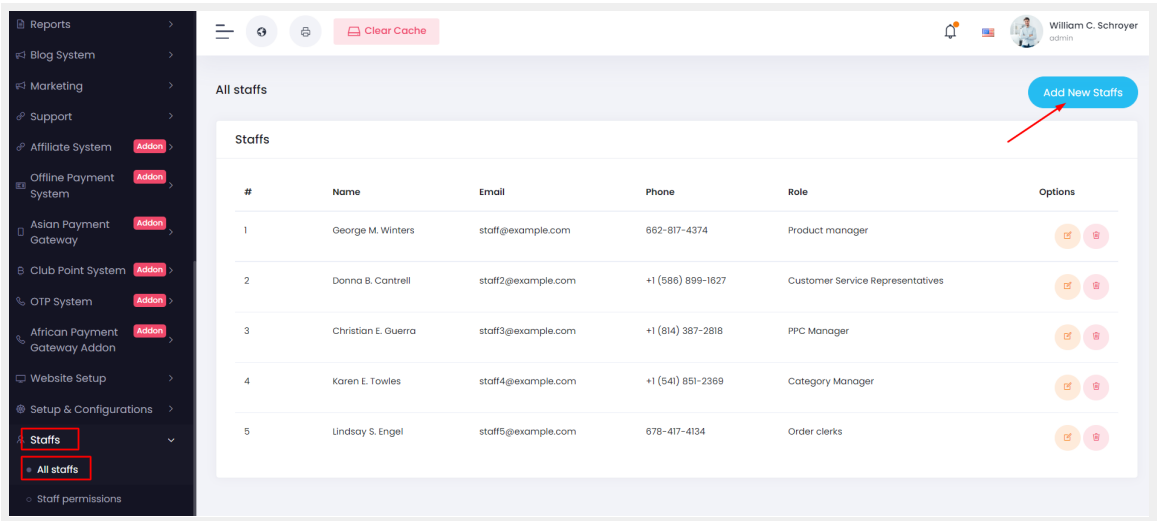 Reports
Blog System
Marketing
Support
Affiliate System Addon
Offline Payment Addon
System
Asian Payment Addon
Gateway
Club Point System Addon
OTP System Addon
African Payment Addon
Gateway Addon
Website Setup
Setup & Configurations
Staffs
All staffs
Staff permissions
Clear Cache
William C. Schroyer
admin
All staffs
Add New Staffs
Staffs
# Name Email Phone Role Options
1 George M. Winters staff@example.com 662-817-4374 Product manager
2 Donna B. Cantrell staff2@example.com +1 (586) 899-1627 Customer Service Representatives
3 Christian E. Guerra staff3@example.com +1 (814) 387-2818 PPC Manager
4 Karen E. Towles staff4@example.com +1 (541) 851-2369 Category Manager
5 Lindsay S. Engel staff5@example.com 678-417-4134 Order clerks